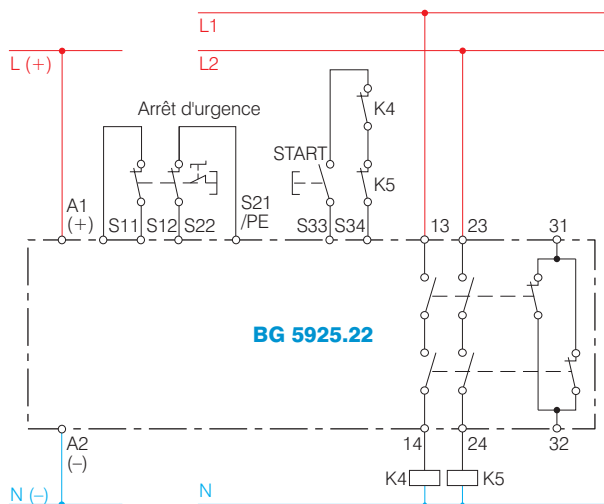 L1
L (+)
L2
Arrêt d'urgence
K4
START
K5
A1
(+)
S11
S12
S22
S21
/PE
S33
S34
13
23
31
BG 5925.22
A2
(–)
14
24
32
K4
K5
N (–)
N